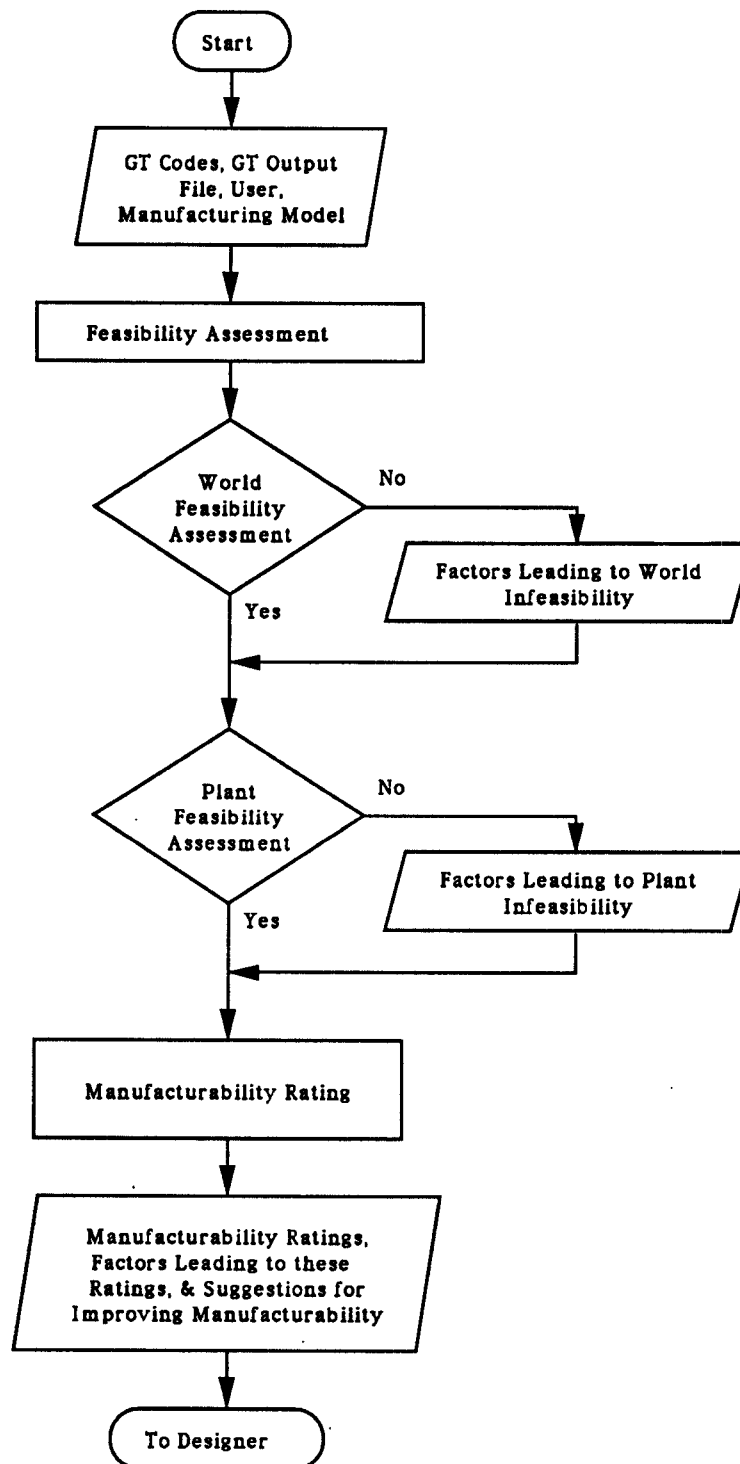 Start
GT Codes, GT Output
File, User,
Manufacturing Model
Feasibility Assessment
World
Feasibility
Assessment
No
Factors Leading to World
Infeasibility
Yes
Plant
Feasibility
Assessment
No
Factors Leading to Plant
Infeasibility
Yes
Manufacturability Rating
Manufacturability Ratings,
Factors Leading to these
Ratings, & Suggestions for
Improving Manufacturability
To Designer